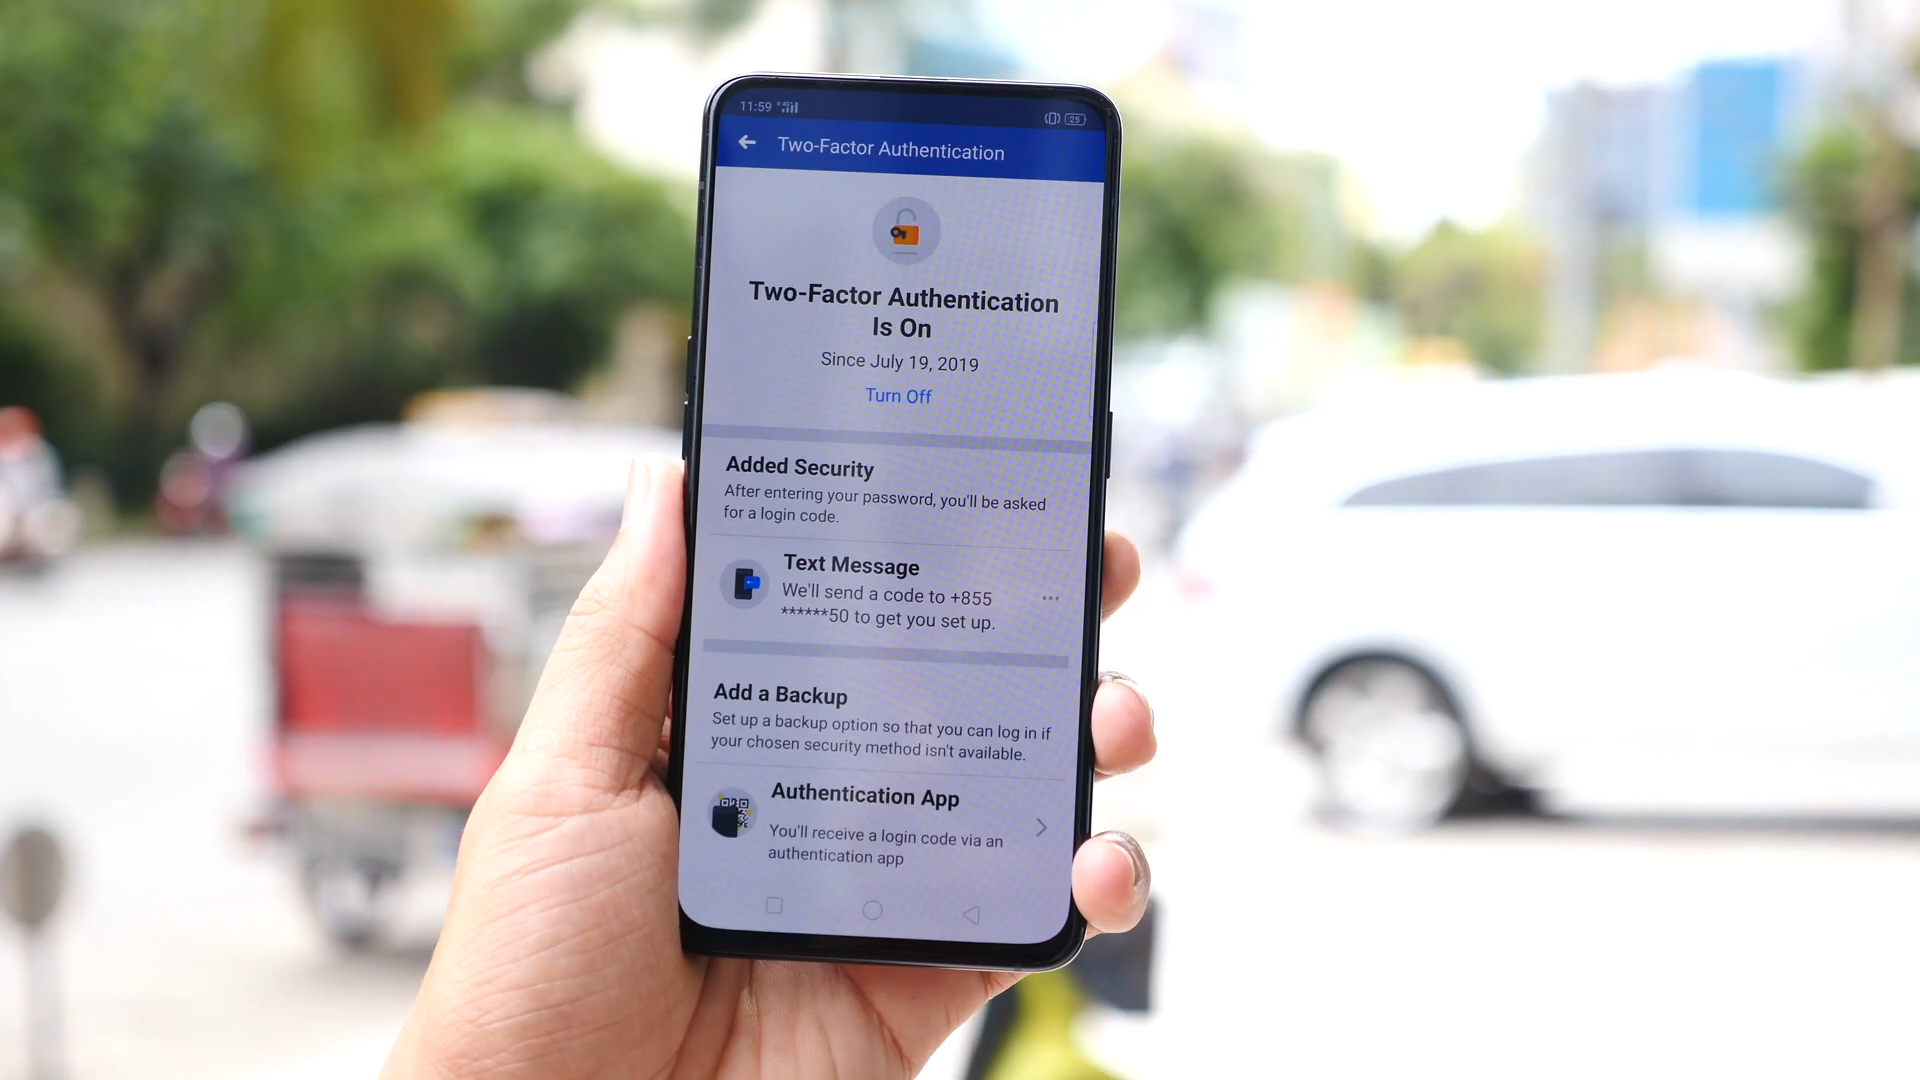 11:59
25
Two-Factor Authentication
Two-Factor Authentication
Is On
Since July 19, 2019
Turn Off
Added Security
After entering your password, you'll be asked
for a login code.
Text Message
We'll send a code to +855
******50 to get you set up.
Add a Backup
Set up a backup option so that you can log in if
your chosen security method isn't available.
Authentication App
You'll receive a login code via an
authentication app